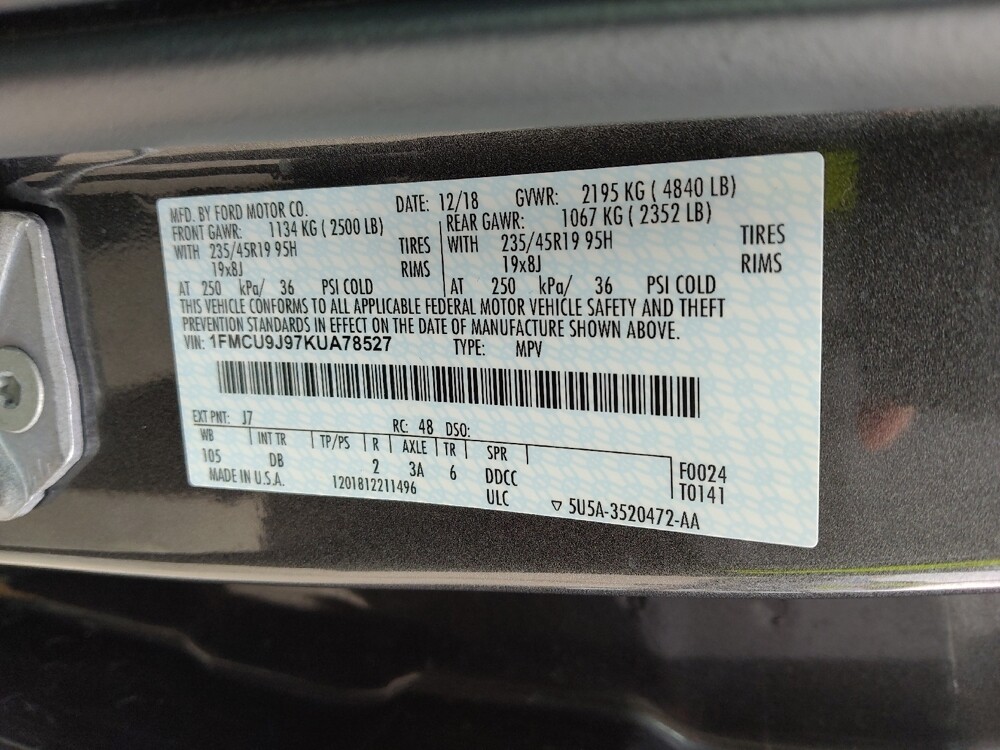 MFD. BY FORD MOTOR CO. DATE: 12/18 GVWR: 2195 KG ( 4840 LB)
FRONT GAWR: 1134 KG ( 2500 LB) REAR GAWR: 1067 KG ( 2352 LB)
WITH 235/45R19 95H TIRES WITH 235/45R19 95H TIRES
19x8J RIMS 19x8J RIMS
AT 250 kPa/ 36 PSI COLD AT 250 kPa/ 36 PSI COLD
THIS VEHICLE CONFORMS TO ALL APPLICABLE FEDERAL MOTOR VEHICLE SAFETY AND THEFT
PREVENTION STANDARDS IN EFFECT ON THE DATE OF MANUFACTURE SHOWN ABOVE.
VIN: 1FMCU9J97KUA78527 TYPE: MPV
EXT PNT: J7 RC: 48 DSO:
WB INT TR TP/PS R AXLE TR SPR
105 DB 2 3A 6 DDCC F0024
MADE IN U.S.A. 1201812211496 ULC T0141
▽ 5U5A-3520472-AA